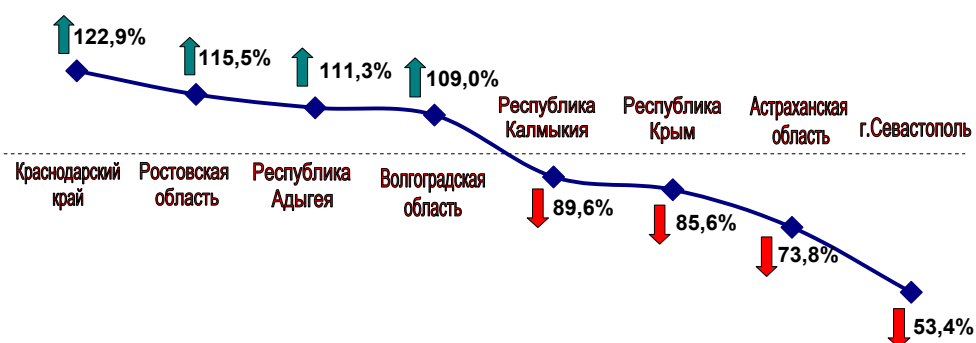 122,9%
115,5%
111,3%
109,0%
Республика
Калмыкия
Республика
Крым
Астраханская
область
г.Севастополь
Краснодарский
край
Ростовская
область
Республика
Адыгея
Волгоградская
область
89,6%
85,6%
73,8%
53,4%